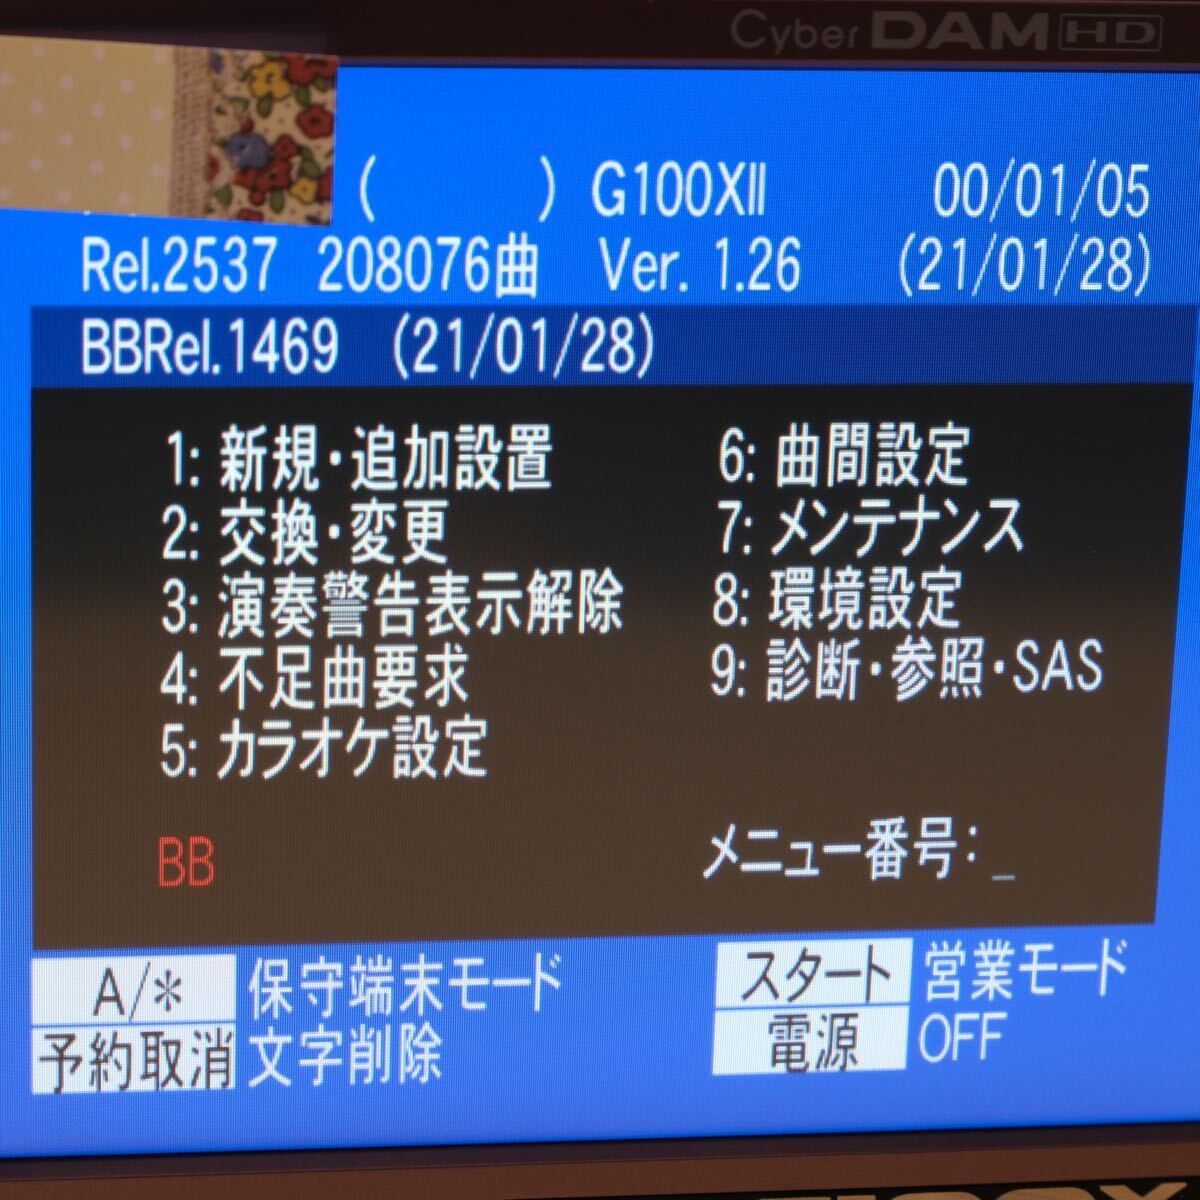 Cyber DAM HD
( ) G100XⅡ 00/01/05
Rel.2537 208076曲 Ver. 1.26 (21/01/28)
BBRel.1469 (21/01/28)
1: 新規・追加設置
2: 交換・変更
3: 演奏警告表示解除
4: 不足曲要求
5: カラオケ設定
6: 曲間設定
7: メンテナンス
8: 環境設定
9: 診断・参照・SAS
BB
メニュー番号: _
A/* 保守端末モード
予約取消 文字削除
スタート 営業モード
電源 OFF